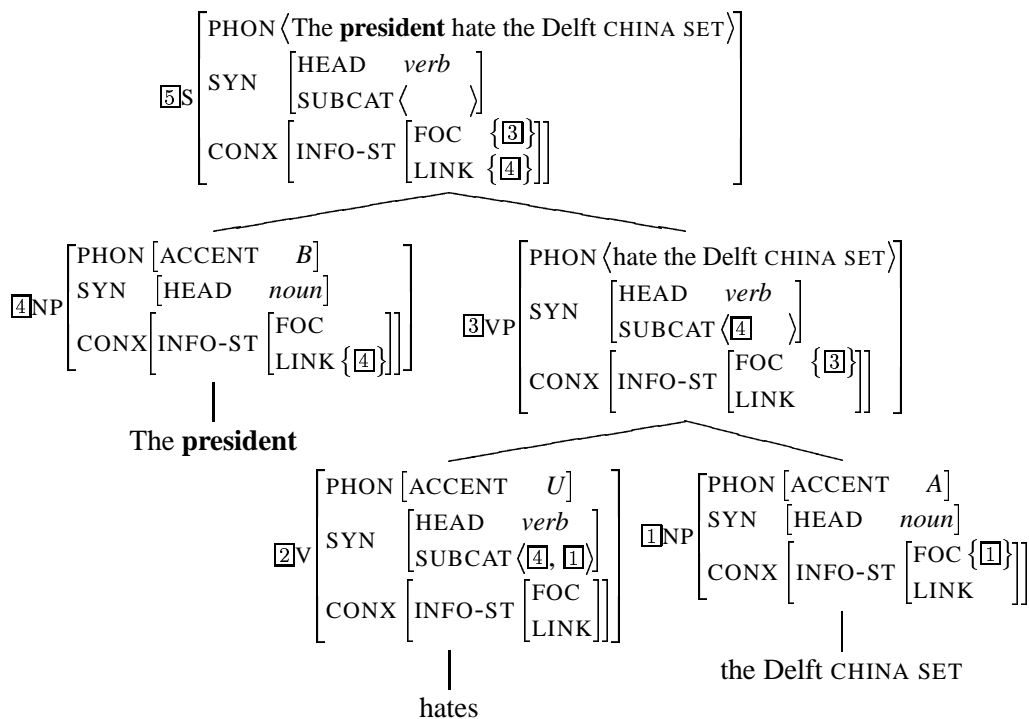 PHON ⟨The president hate the Delft CHINA SET⟩
5 S SYN [HEAD verb
SUBCAT ⟨ ⟩]
CONX [INFO-ST [FOC {3}
LINK {4}]]
PHON [ACCENT B]
4 NP SYN [HEAD noun]
CONX [INFO-ST [FOC
LINK {4}]]
The president
PHON ⟨hate the Delft CHINA SET⟩
3 VP SYN [HEAD verb
SUBCAT ⟨4 ⟩]
CONX [INFO-ST [FOC {3}
LINK]]
PHON [ACCENT U]
2 V SYN [HEAD verb
SUBCAT ⟨4, 1⟩]
CONX [INFO-ST [FOC
LINK]]
hates
PHON [ACCENT A]
1 NP SYN [HEAD noun]
CONX [INFO-ST [FOC {1}
LINK]]
the Delft CHINA SET